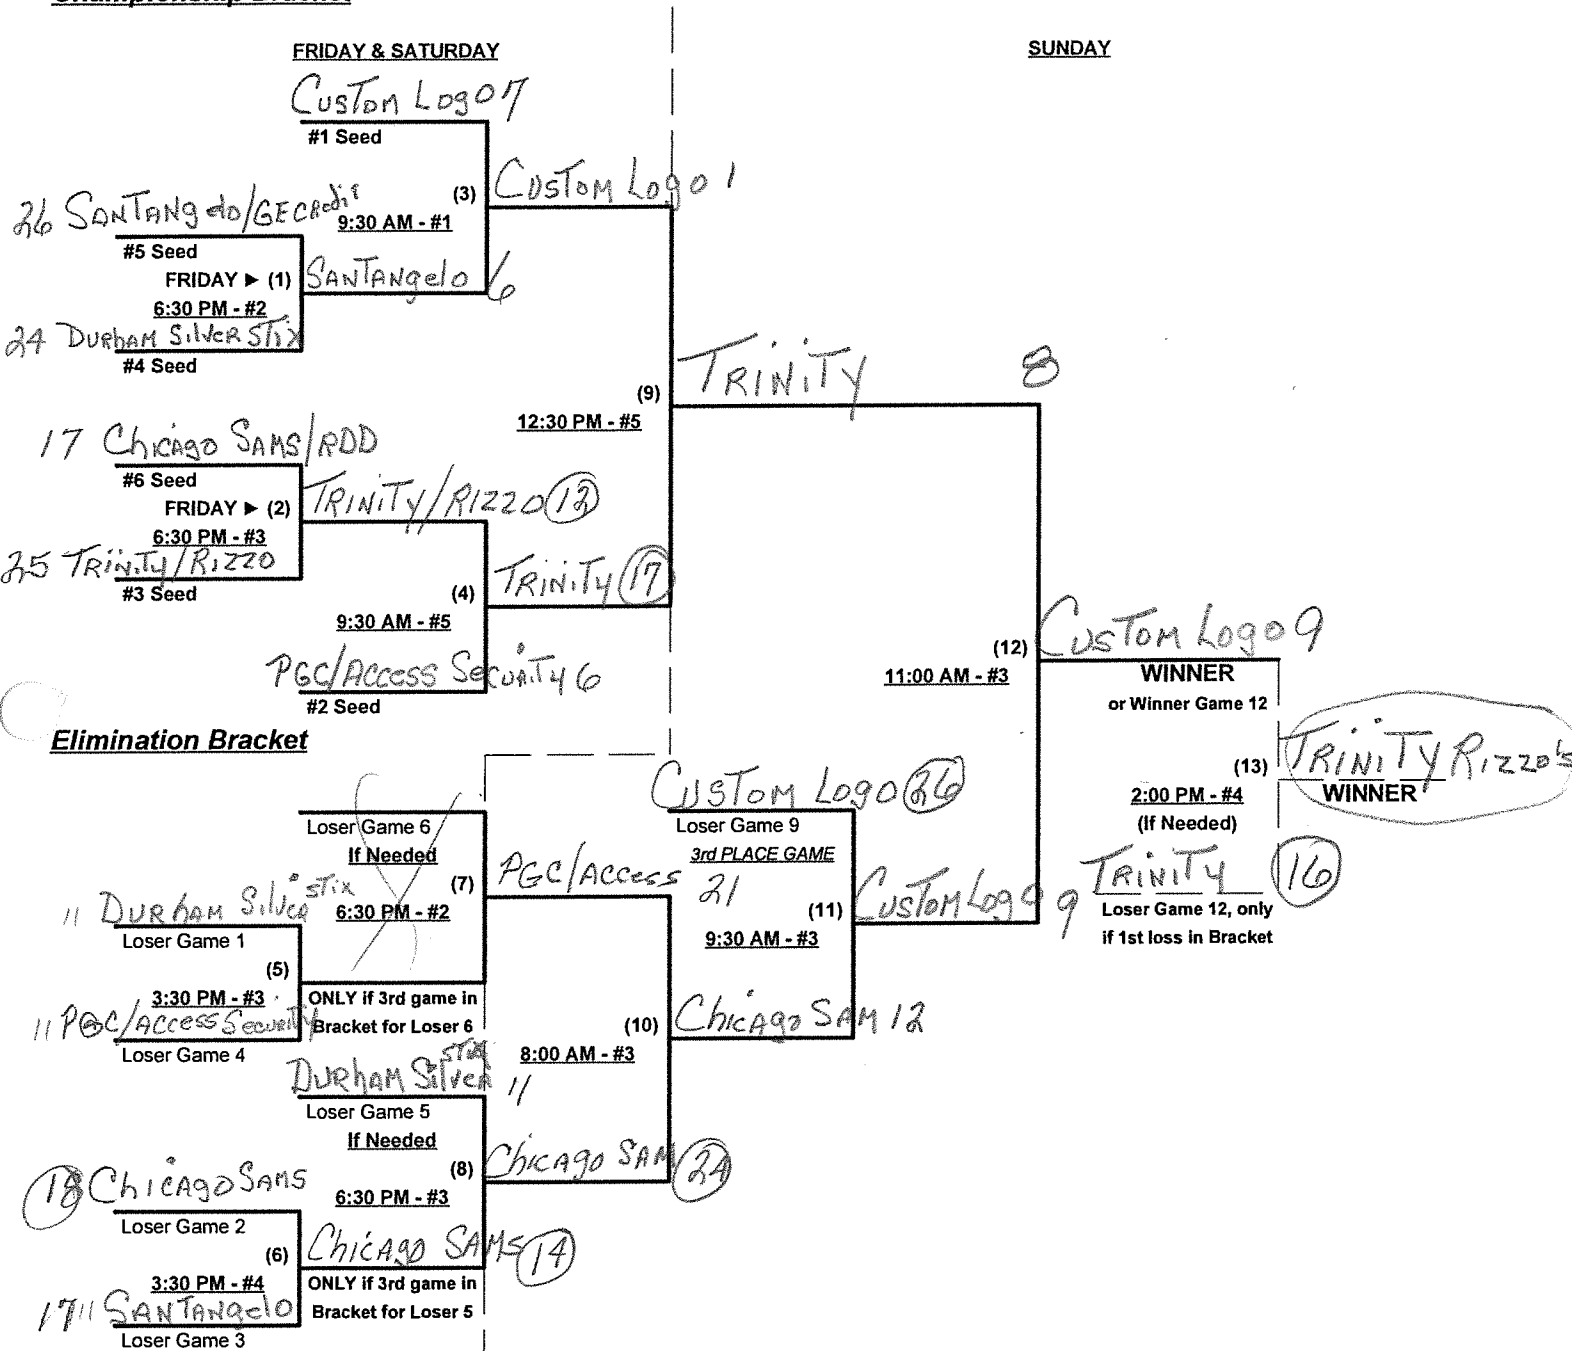 FRIDAY & SATURDAY
SUNDAY
CUSTOM LOGO 7
#1 Seed
(3)
9:30 AM - #1
CUSTOM LOGO 1
26 SANTANgelo/GECRedit
#5 Seed
FRIDAY ► (1)
6:30 PM - #2
SANTANgelo 6
24 DURhAM SilvER STix
#4 Seed
TRINITY 8
(9)
12:30 PM - #5
17 ChicAgo SAMS/RDD
#6 Seed
FRIDAY ► (2)
6:30 PM - #3
TRINITY/RIZZO 12
25 TRiNiTy/RIZZO
#3 Seed
(4)
9:30 AM - #5
TRINITY 17
PGC/ACCess SecuRiTy 6
#2 Seed
(12)
11:00 AM - #3
CUSTOM LOGO 9
WINNER
or Winner Game 12
Elimination Bracket
(13)
2:00 PM - #4
(If Needed)
TRiNiTY RIZZO's
WINNER
TRINITY 16
Loser Game 12, only
if 1st loss in Bracket
Loser Game 6
If Needed
(7)
6:30 PM - #2
CUSTOM LOGO 26
Loser Game 9
3rd PLACE GAME
PGC/ACCess
21
(11)
9:30 AM - #3
CUSTOM LOGO 9
11 DURhAM SilveR STix
Loser Game 1
(5)
3:30 PM - #3
11 PGC/ACCess SecuRiTy
Loser Game 4
ONLY if 3rd game in
Bracket for Loser 6
(10)
8:00 AM - #3
ChicAgo SAM 12
DURhAM SilveR STix 11
Loser Game 5
If Needed
(8)
6:30 PM - #3
ChicAgo SAM 24
18 ChicAgo SAMS
Loser Game 2
(6)
3:30 PM - #4
ChicAgo SAMS 14
17 11 SANTANgelo
Loser Game 3
ONLY if 3rd game in
Bracket for Loser 5